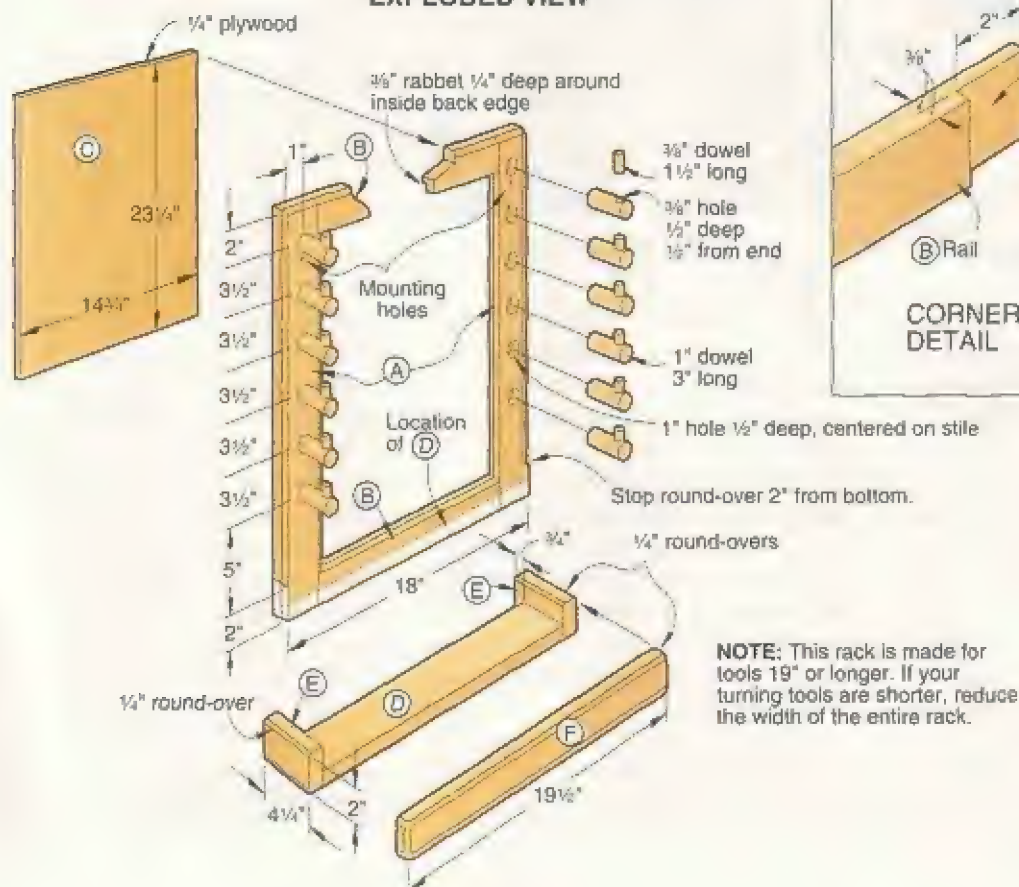 EXPLODED VIEW
¼" plywood
C
23¼"
14¾"
⅜" rabbet ¼" deep around
inside back edge
1"
B
2"
3½"
3½"
3½"
3½"
3½"
5"
2"
Mounting
holes
A
Location
of D
B
18"
⅜" dowel
1½" long
⅜" hole
½" deep
½" from end
1" dowel
3" long
1" hole ½" deep, centered on stile
Stop round-over 2" from bottom.
¾"
¼" round-overs
E
¼" round-over
E
D
F
4¼"
2"
19½"
NOTE: This rack is made for
tools 19" or longer. If your
turning tools are shorter, reduce
the width of the entire rack.
2"
⅜"
B Rail
CORNER
DETAIL